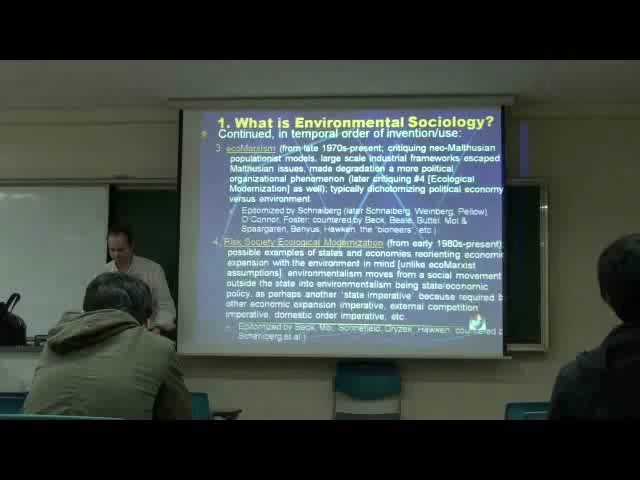 1. What is Environmental Sociology?
Continued, in temporal order of invention/use:
3. ecoMarxism (from late 1970s-present; critiquing neo-Malthusian
populationist models, large scale industrial frameworks escaped
Malthusian issues, made degradation a more political
organizational phenomenon (later critiquing #4 [Ecological
Modernization] as well); typically dichotomizing political economy
versus environment
– Epitomized by Schnaiberg (later Schnaiberg, Weinberg, Pellow),
O'Connor, Foster; countered by Beck, Beale, Buttel, Mol &
Spaargaren, Benyus, Hawken, the 'bioneers', etc.)
4. Risk Society/Ecological Modernization (from early 1980s-present);
possible examples of states and economies reorienting economic
expansion with the environment in mind [unlike ecoMarxist
assumptions]. environmentalism moves from a social movement
outside the state into environmentalism being state/economic
policy, as perhaps another 'state imperative' because required by
other economic expansion imperative, external competition
imperative, domestic order imperative, etc.
– Epitomized by Beck, Mol, Sonnefield, Dryzek, Hawken, countered by
Schenberg et al.)